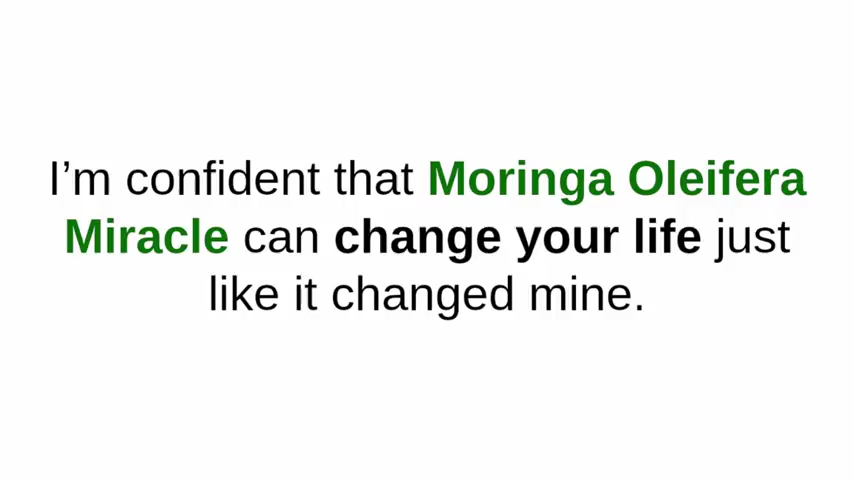 I’m confident that Moringa Oleifera
Miracle can change your life just
like it changed mine.